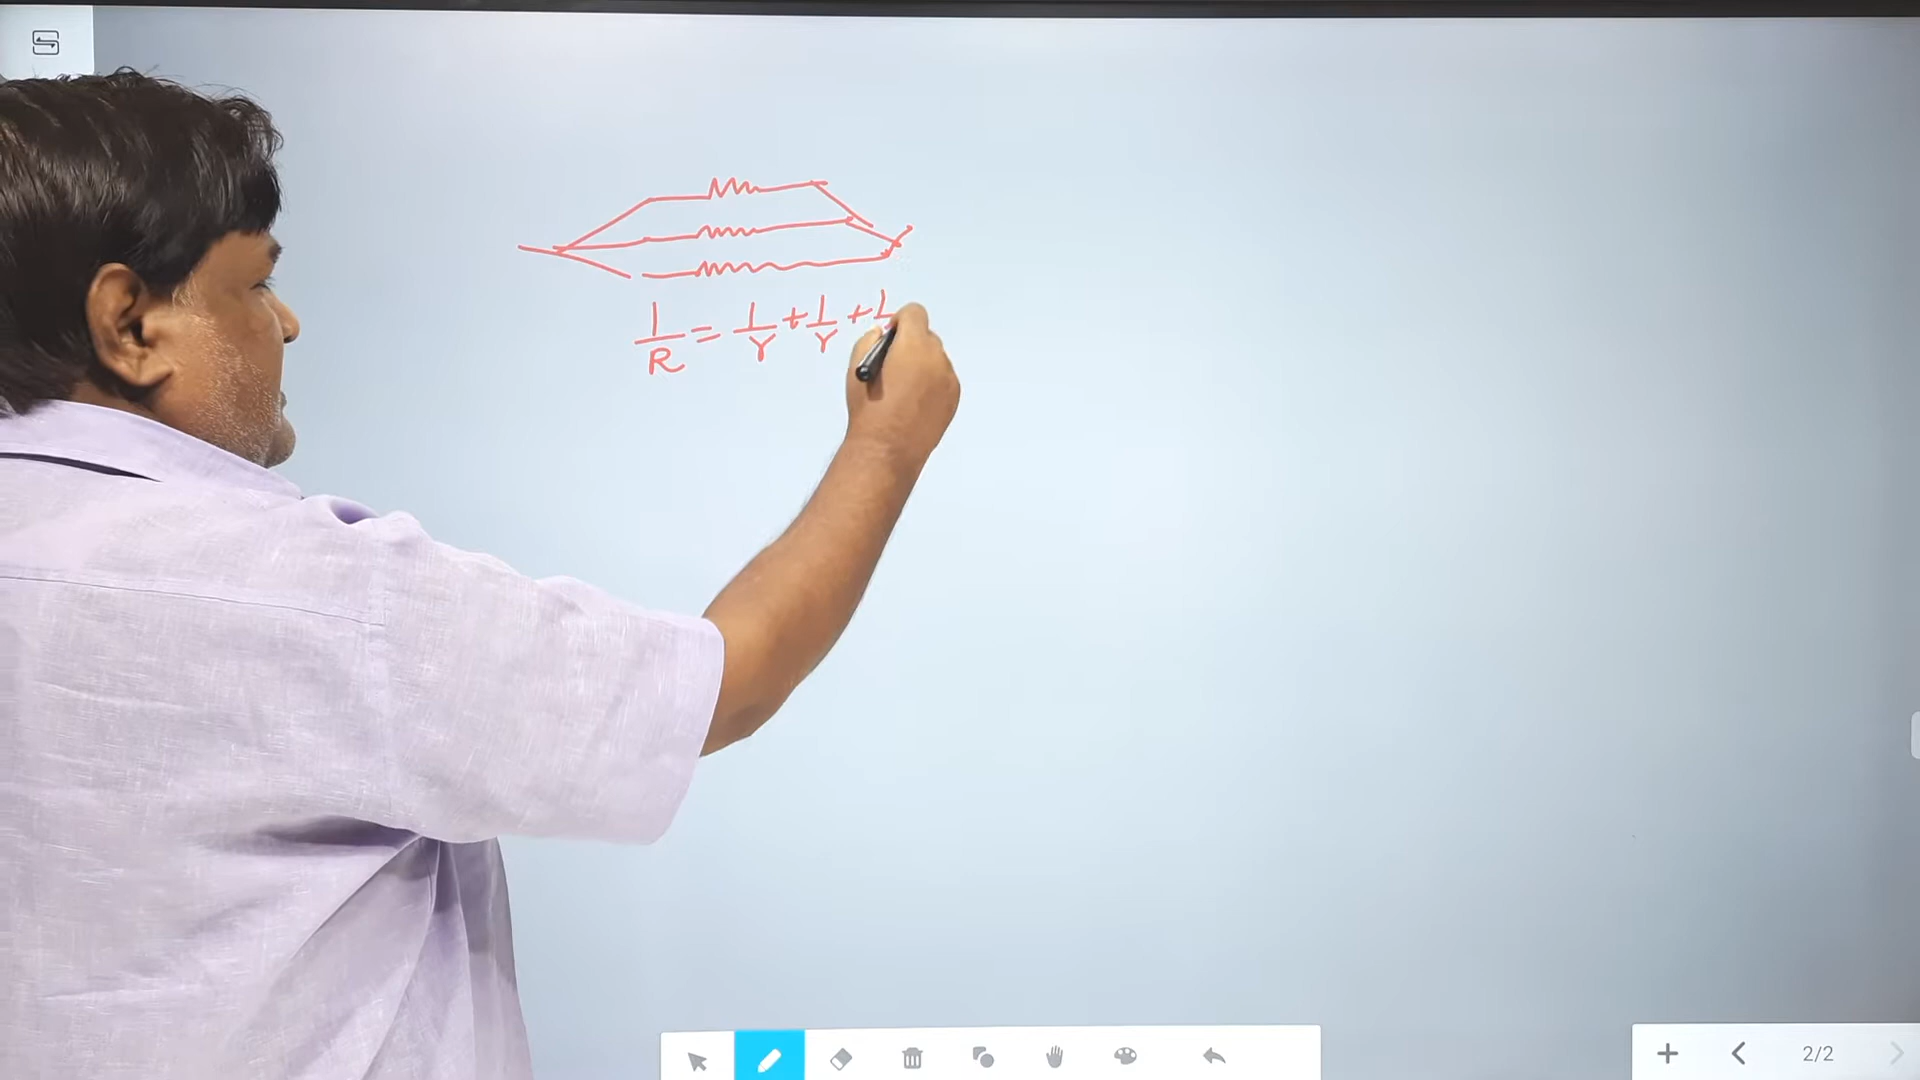 1/R = 1/r + 1/r + 1
2/2